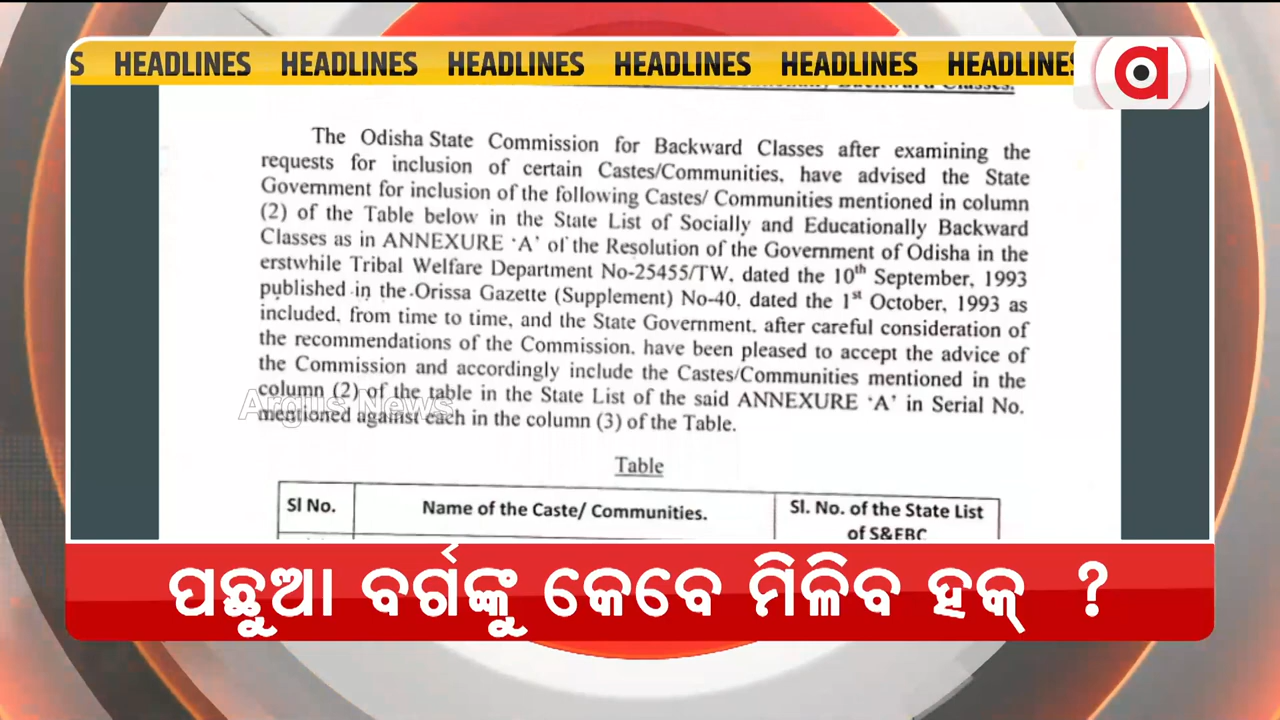 S HEADLINES HEADLINES HEADLINES HEADLINES HEADLINES HEADLINES
a
Backward Classes.
The Odisha State Commission for Backward Classes after examining the
requests for inclusion of certain Castes/Communities, have advised the State
Government for inclusion of the following Castes/ Communities mentioned in column
(2) of the Table below in the State List of Socially and Educationally Backward
Classes as in ANNEXURE ‘A’ of the Resolution of the Government of Odisha in the
erstwhile Tribal Welfare Department No-25455/TW, dated the 10th September, 1993
published in the Orissa Gazette (Supplement) No-40, dated the 1st October, 1993 as
included, from time to time, and the State Government, after careful consideration of
the recommendations of the Commission, have been pleased to accept the advice of
the Commission and accordingly include the Castes/Communities mentioned in the
column (2) of the table in the State List of the said ANNEXURE ‘A’ in Serial No.
Argus News
mentioned against each in the column (3) of the Table.
Table
Sl No. Name of the Caste/ Communities. Sl. No. of the State List
of S&EBC
ପଛୁଆ ବର୍ଗଙ୍କୁ କେବେ ମିଳିବ ହକ୍ ?